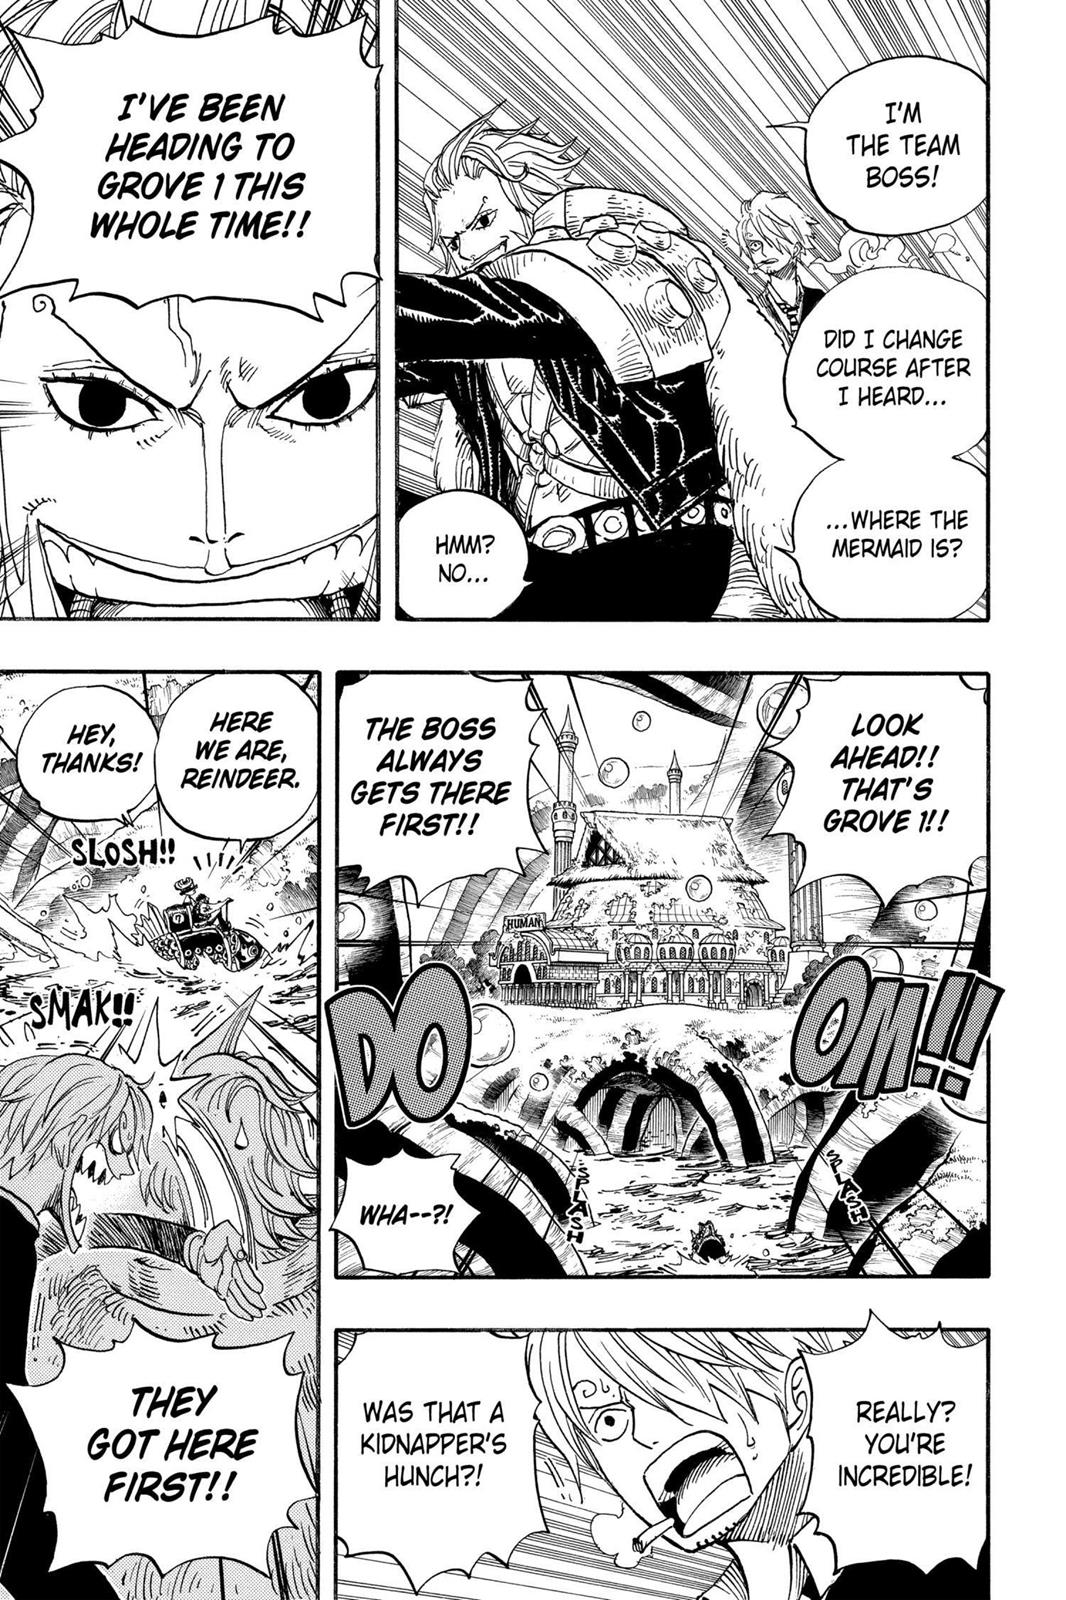 I'M
THE TEAM
BOSS!
DID I CHANGE
COURSE AFTER
I HEARD...
...WHERE THE
MERMAID IS?
HMM?
NO...
I'VE BEEN
HEADING TO
GROVE 1 THIS
WHOLE TIME!!
LOOK
AHEAD!!
THAT'S
GROVE 1!!
THE BOSS
ALWAYS
GETS THERE
FIRST!!
HUMAN
DO
OM!!
SPLASH
SPLASH
WHA--?!
HERE
WE ARE,
REINDEER.
HEY,
THANKS!
SLOSH!!
SMAK!!
THEY
GOT HERE
FIRST!!
REALLY?
YOU'RE
INCREDIBLE!
WAS THAT A
KIDNAPPER'S
HUNCH?!